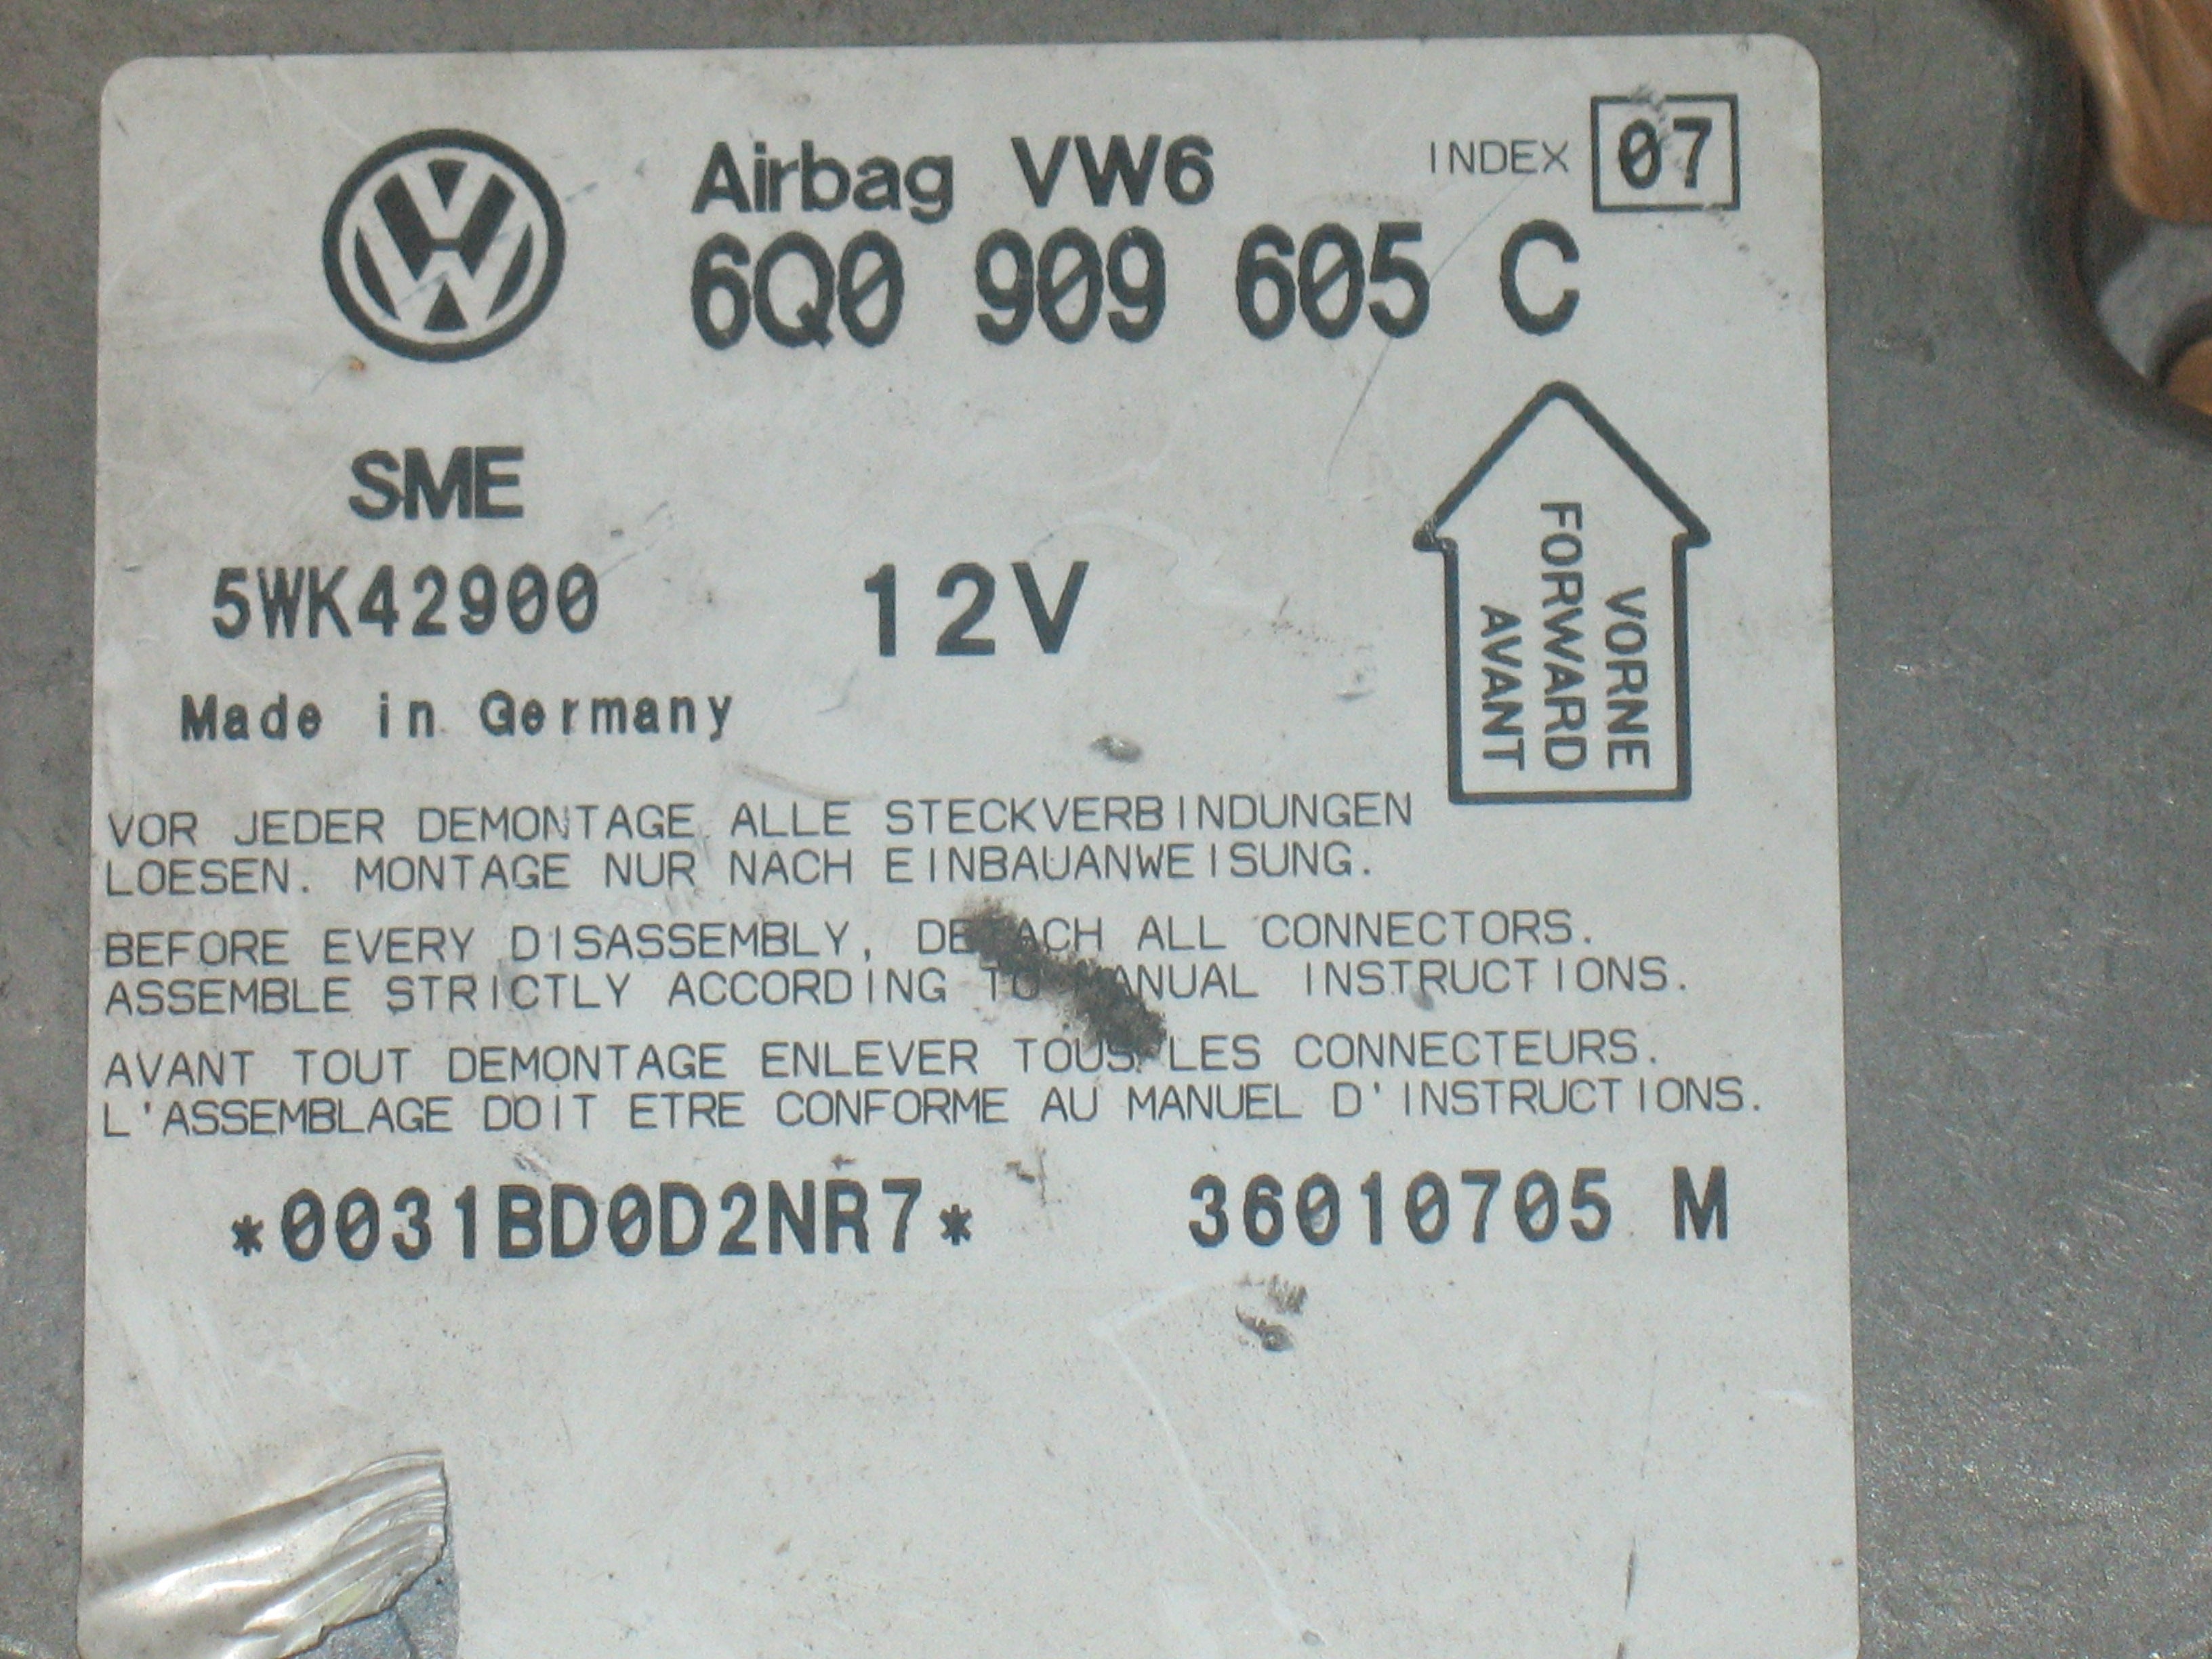 Airbag VW6 INDEX 07
6Q0 909 605 C
SME
5WK42900 12V
Made in Germany
VORNE
FORWARD
AVANT
VOR JEDER DEMONTAGE ALLE STECKVERBINDUNGEN
LOESEN. MONTAGE NUR NACH EINBAUANWEISUNG.
BEFORE EVERY DISASSEMBLY, DETACH ALL CONNECTORS.
ASSEMBLE STRICTLY ACCORDING TO MANUAL INSTRUCTIONS.
AVANT TOUT DEMONTAGE ENLEVER TOUS LES CONNECTEURS.
L'ASSEMBLAGE DOIT ETRE CONFORME AU MANUEL D'INSTRUCTIONS.
*0031BD0D2NR7* 36010705 M